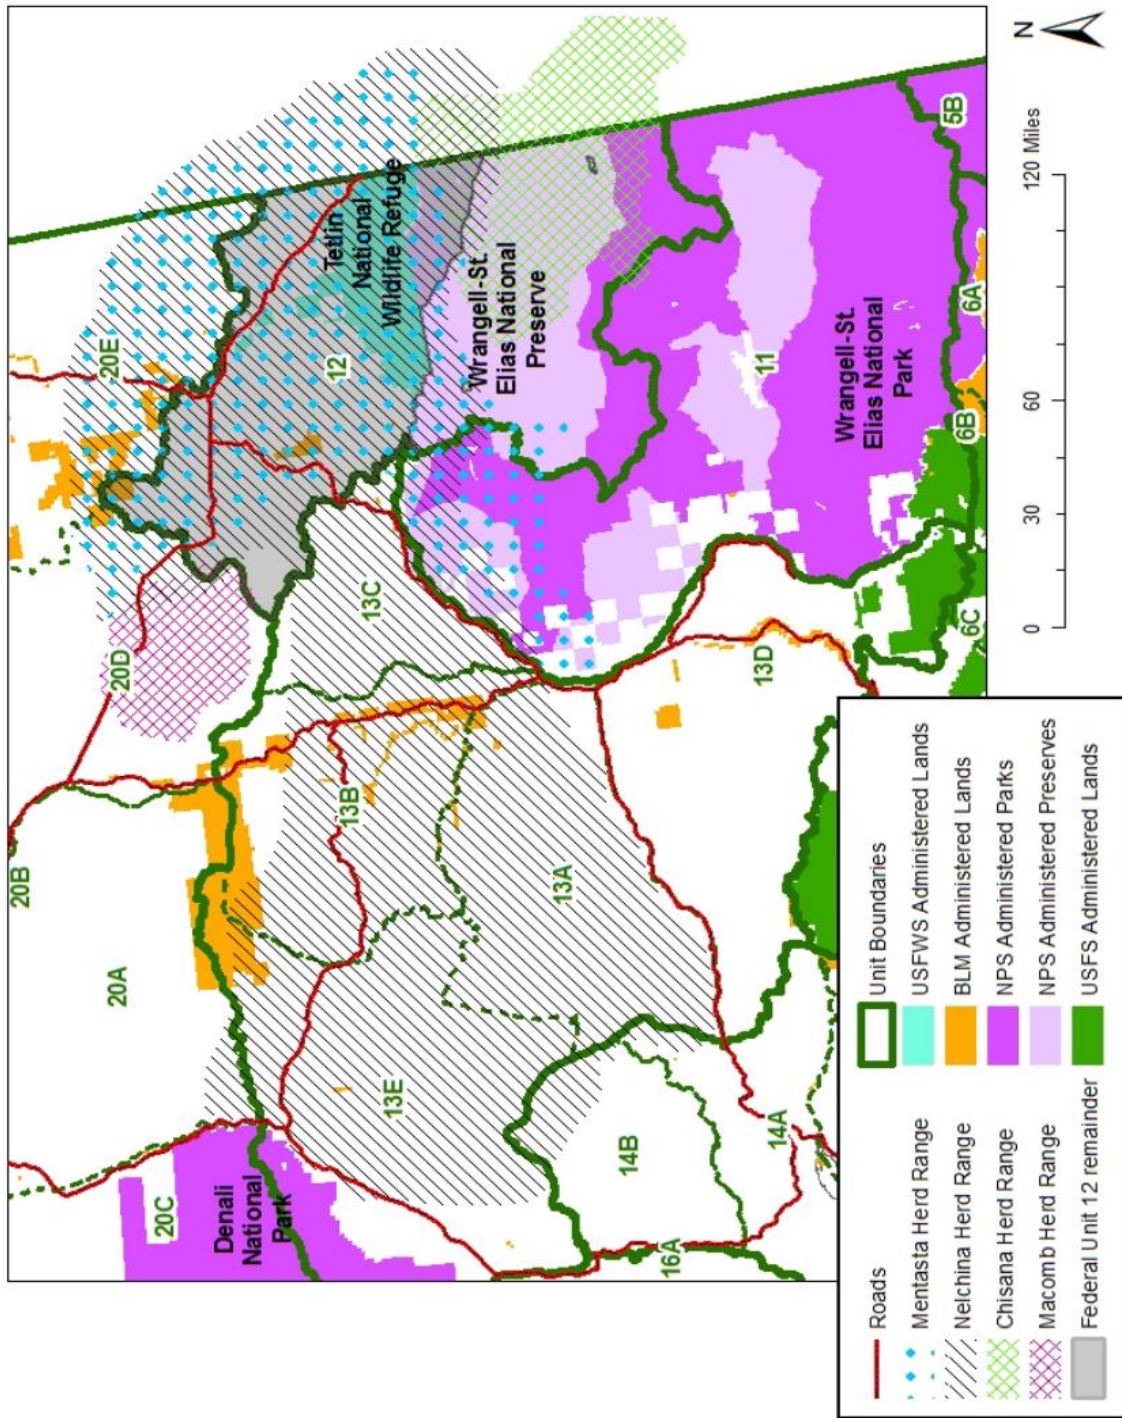 20B
20A
20D
20E
20C
Denali
National
Park
13E
13B
13C
12
Tetlin
National
Wildlife Refuge
Wrangell-St.
Elias National
Preserve
13A
14B
16A
14A
13D
11
Wrangell-St.
Elias National
Park
5B
6A
6B
6C
Roads
Mentasta Herd Range
Nelchina Herd Range
Chisana Herd Range
Macomb Herd Range
Federal Unit 12 remainder
Unit Boundaries
USFWS Administered Lands
BLM Administered Lands
NPS Administered Parks
NPS Administered Preserves
USFS Administered Lands
0 30 60 120 Miles
N